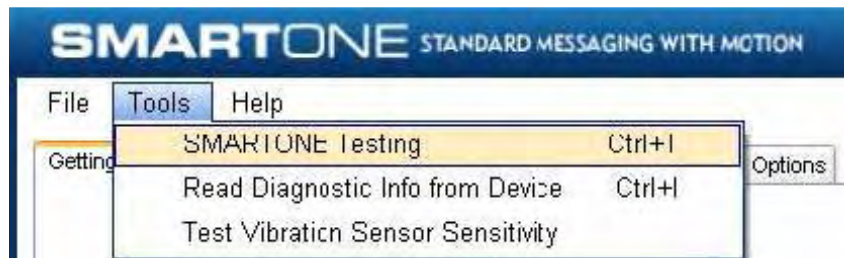 SMARTONE STANDARD MESSAGING WITH MOTION
File Tools Help
SMARTONE Testing Ctrl+T
Getting Options
Read Diagnostic Info from Device Ctrl+I
Test Vibration Sensor Sensitivity